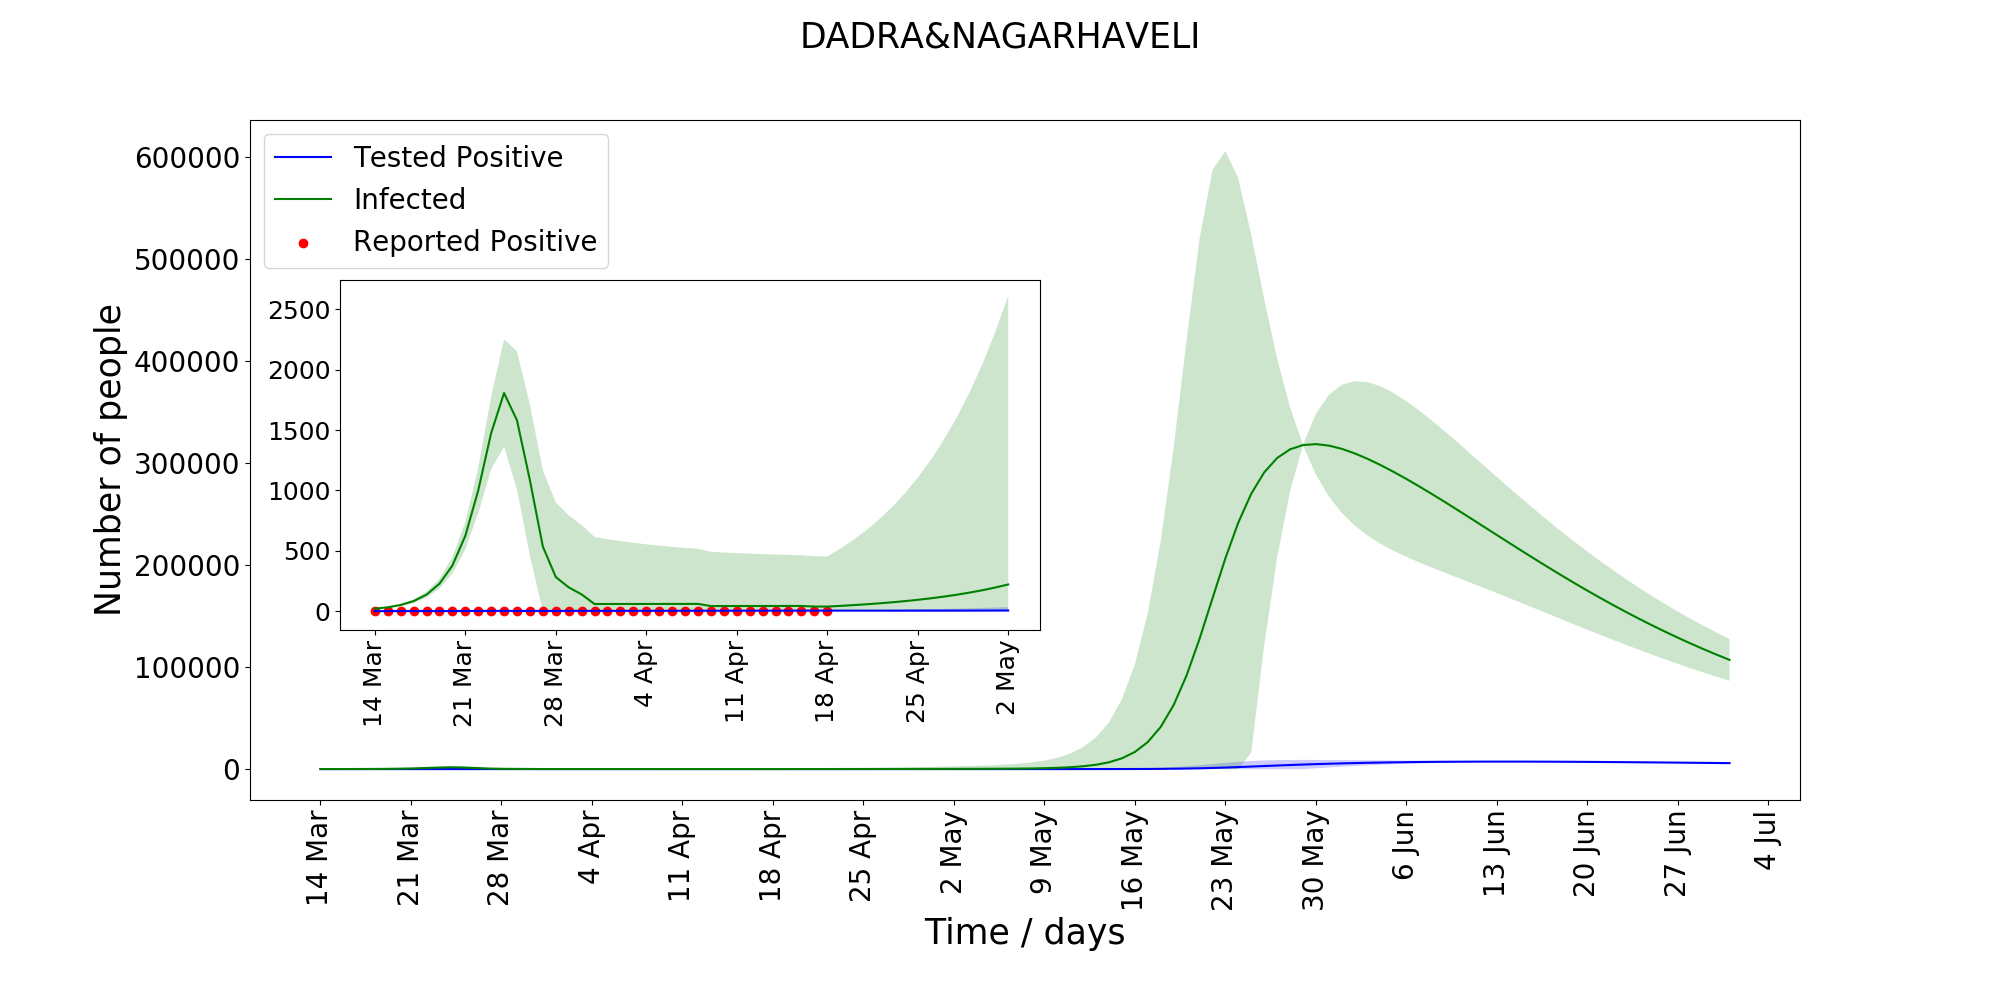 DADRA&NAGARHAVELI
Tested Positive
Infected
Reported Positive
Number of people
600000
500000
400000
300000
200000
100000
0
2500
2000
1500
1000
500
0
14 Mar
21 Mar
28 Mar
4 Apr
11 Apr
18 Apr
25 Apr
2 May
14 Mar
21 Mar
28 Mar
4 Apr
11 Apr
18 Apr
25 Apr
2 May
9 May
16 May
23 May
30 May
6 Jun
13 Jun
20 Jun
27 Jun
4 Jul
Time / days